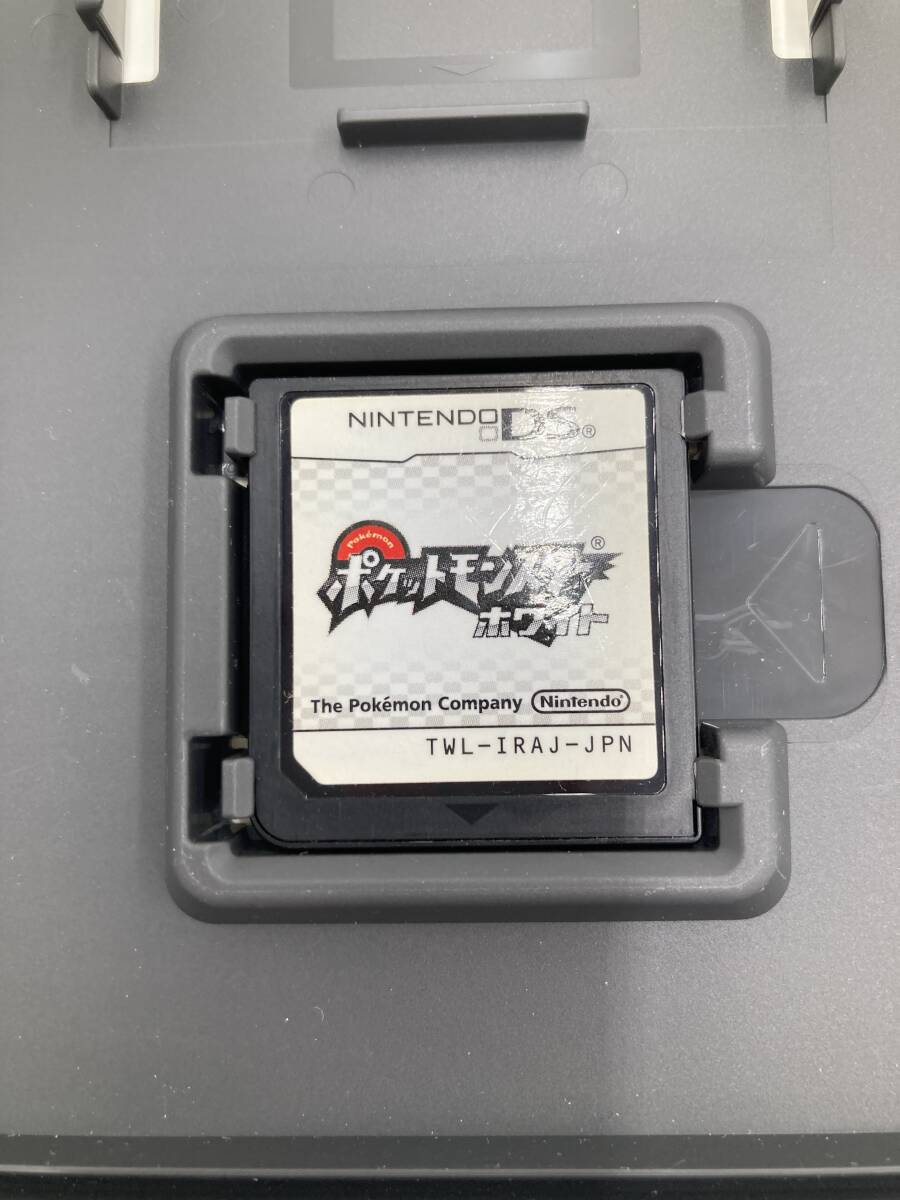 NINTENDO DS®
Pokémon
ポケットモンスター®
ホワイト
The Pokémon Company Nintendo®
TWL-IRAJ-JPN